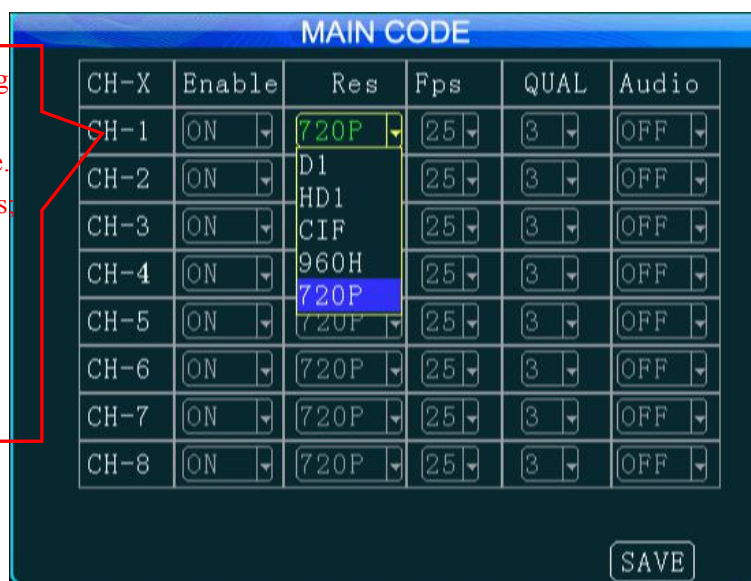 MAIN CODE
g
CH-X Enable Res Fps QUAL Audio
CH-1 ON 720P 25 3 OFF
e.
D1
CH-2 ON 25 3 OFF
HD1
s,
CH-3 ON CIF 25 3 OFF
CH-4 ON 960H 25 3 OFF
720P
CH-5 ON 720P 25 3 OFF
CH-6 ON 720P 25 3 OFF
CH-7 ON 720P 25 3 OFF
CH-8 ON 720P 25 3 OFF
SAVE